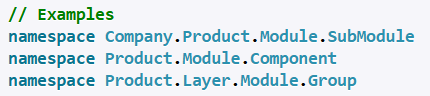 // Examples
namespace Company.Product.Module.SubModule
namespace Product.Module.Component
namespace Product.Layer.Module.Group